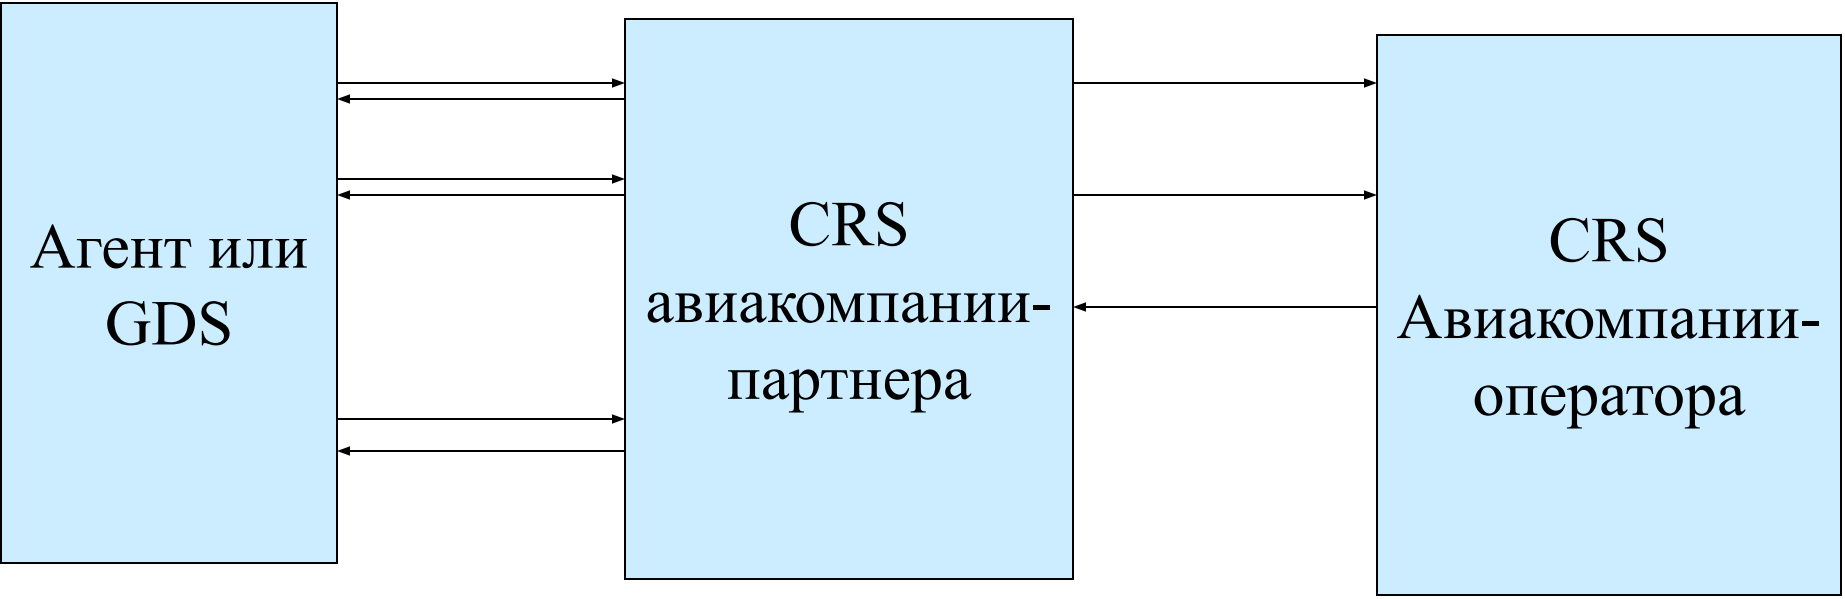 Агент или
GDS
CRS
авиакомпании-
партнера
CRS
Авиакомпании-
оператора